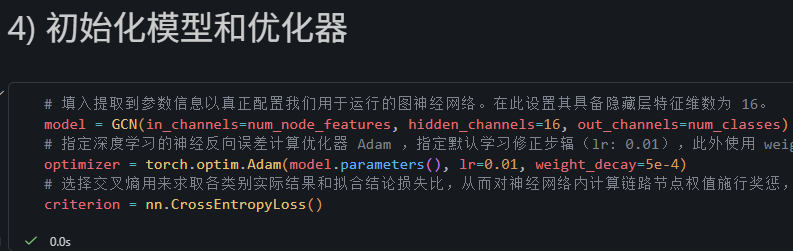 4) 初始化模型和优化器
# 填入提取到参数信息以真正配置我们用于运行的图神经网络。在此设置其具备隐藏层特征维数为 16。
model = GCN(in_channels=num_node_features, hidden_channels=16, out_channels=num_classes)
# 指定深度学习的神经反向误差计算优化器 Adam ，指定默认学习修正步辐（lr: 0.01），此外使用 weig
optimizer = torch.optim.Adam(model.parameters(), lr=0.01, weight_decay=5e-4)
# 选择交叉熵用来求取各类别实际结果和拟合结论损失比，从而对神经网络内计算链路节点权值施行奖惩，
criterion = nn.CrossEntropyLoss()
0.0s